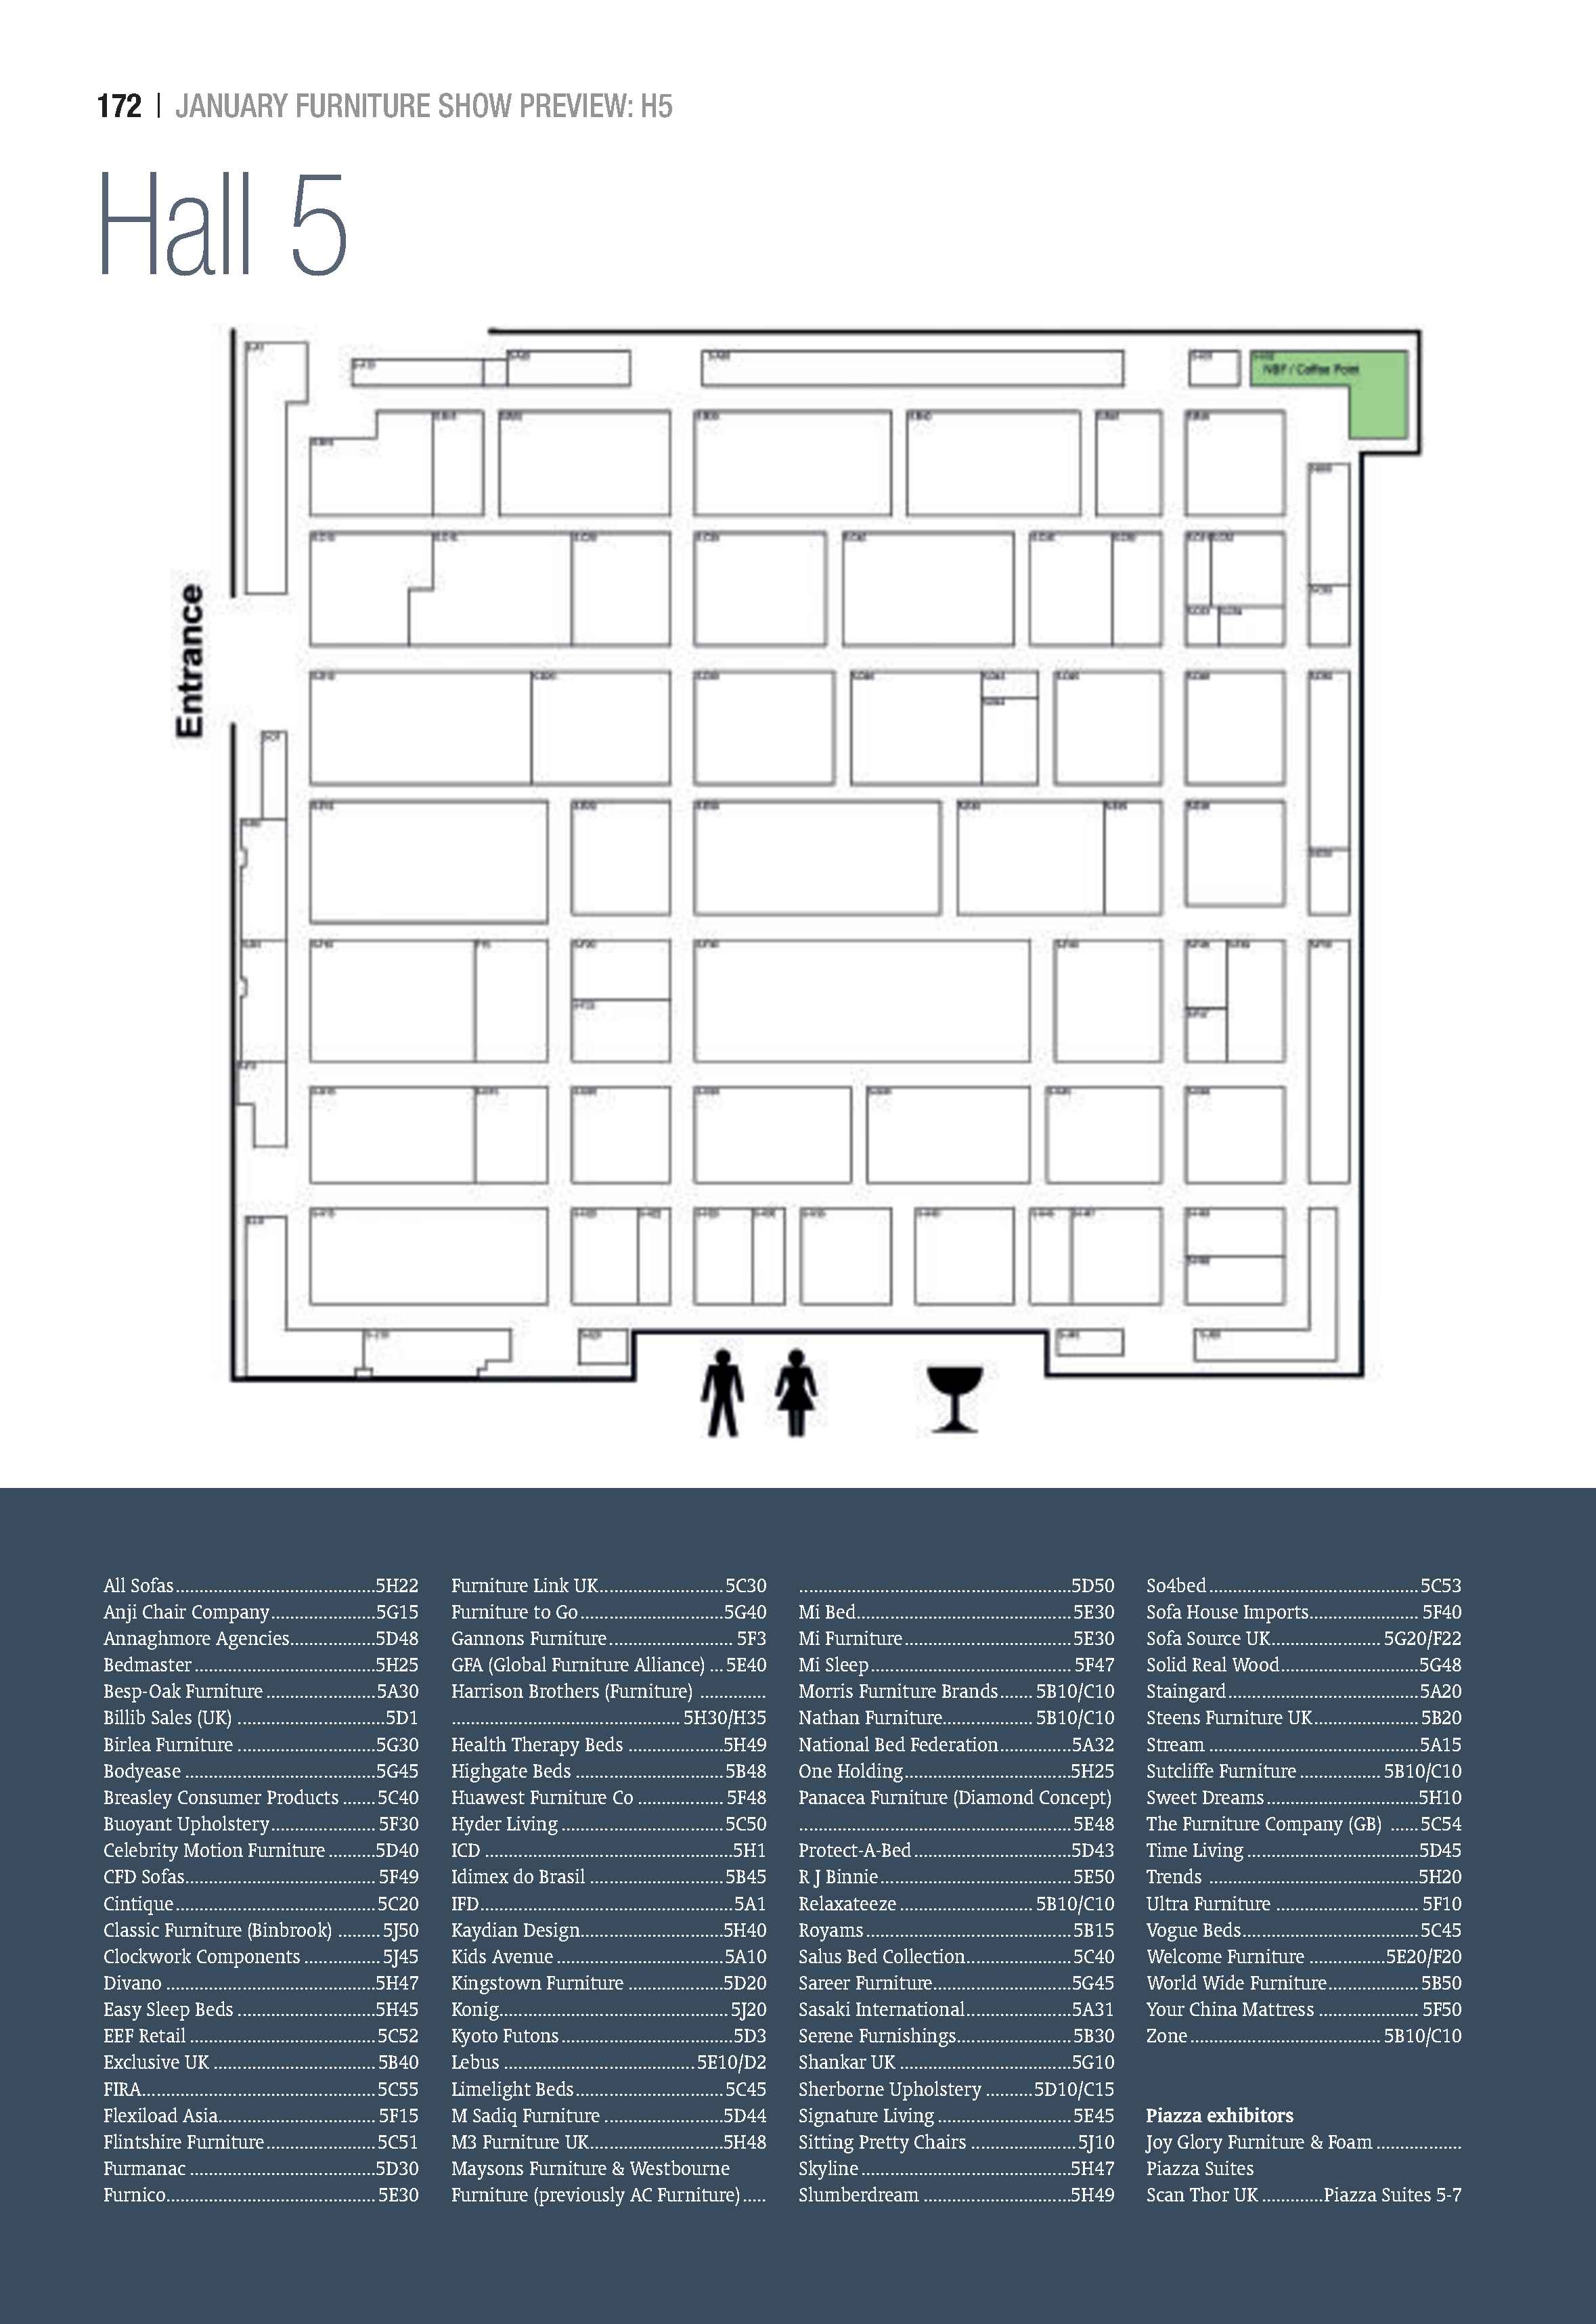 172 | JANUARY FURNITURE SHOW PREVIEW: H5
Hall 5
NBF / Coffee Point
Entrance
All Sofas..........................................5H22
Anji Chair Company......................5G15
Annaghmore Agencies..................5D48
Bedmaster......................................5H25
Besp-Oak Furniture.......................5A30
Billib Sales (UK) ...............................5D1
Birlea Furniture .............................5G30
Bodyease ........................................5G45
Breasley Consumer Products .......5C40
Buoyant Upholstery...................... 5F30
Celebrity Motion Furniture..........5D40
CFD Sofas........................................ 5F49
Cintique..........................................5C20
Classic Furniture (Binbrook) ......... 5J50
Clockwork Components ................ 5J45
Divano ............................................5H47
Easy Sleep Beds .............................5H45
EEF Retail .......................................5C52
Exclusive UK .................................. 5B40
FIRA.................................................5C55
Flexiload Asia................................. 5F15
Flintshire Furniture.......................5C51
Furmanac .......................................5D30
Furnico............................................ 5E30
Furniture Link UK..........................5C30
Furniture to Go..............................5G40
Gannons Furniture.......................... 5F3
GFA (Global Furniture Alliance) ...5E40
Harrison Brothers (Furniture) ..............
................................................ 5H30/H35
Health Therapy Beds ....................5H49
Highgate Beds ...............................5B48
Huawest Furniture Co .................. 5F48
Hyder Living ..................................5C50
ICD ....................................................5H1
Idimex do Brasil .............................5B45
IFD.....................................................5A1
Kaydian Design..............................5H40
Kids Avenue ...................................5A10
Kingstown Furniture ....................5D20
Konig................................................ 5J20
Kyoto Futons....................................5D3
Lebus ........................................5E10/D2
Limelight Beds...............................5C45
M Sadiq Furniture .........................5D44
M3 Furniture UK............................5H48
Maysons Furniture & Westbourne
Furniture (previously AC Furniture).....
.........................................................5D50
Mi Bed.............................................5E30
Mi Furniture...................................5E30
Mi Sleep.......................................... 5F47
Morris Furniture Brands....... 5B10/C10
Nathan Furniture................... 5B10/C10
National Bed Federation...............5A32
One Holding...................................5H25
Panacea Furniture (Diamond Concept)
.........................................................5E48
Protect-A-Bed.................................5D43
R J Binnie........................................5E50
Relaxateeze ............................ 5B10/C10
Royams...........................................5B15
Salus Bed Collection......................5C40
Sareer Furniture.............................5G45
Sasaki International......................5A31
Serene Furnishings........................5B30
Shankar UK ....................................5G10
Sherborne Upholstery ..........5D10/C15
Signature Living ............................5E45
Sitting Pretty Chairs ...................... 5J10
Skyline............................................5H47
Slumberdream ...............................5H49
So4bed............................................5C53
Sofa House Imports....................... 5F40
Sofa Source UK....................... 5G20/F22
Solid Real Wood.............................5G48
Staingard........................................5A20
Steens Furniture UK......................5B20
Stream ............................................5A15
Sutcliffe Furniture................. 5B10/C10
Sweet Dreams................................5H10
The Furniture Company (GB) ......5C54
Time Living ....................................5D45
Trends ............................................5H20
Ultra Furniture .............................. 5F10
Vogue Beds.....................................5C45
Welcome Furniture ...............5E20/F20
World Wide Furniture...................5B50
Your China Mattress ..................... 5F50
Zone........................................ 5B10/C10
Piazza exhibitors
Joy Glory Furniture & Foam ..................
Piazza Suites
Scan Thor UK .............Piazza Suites 5-7